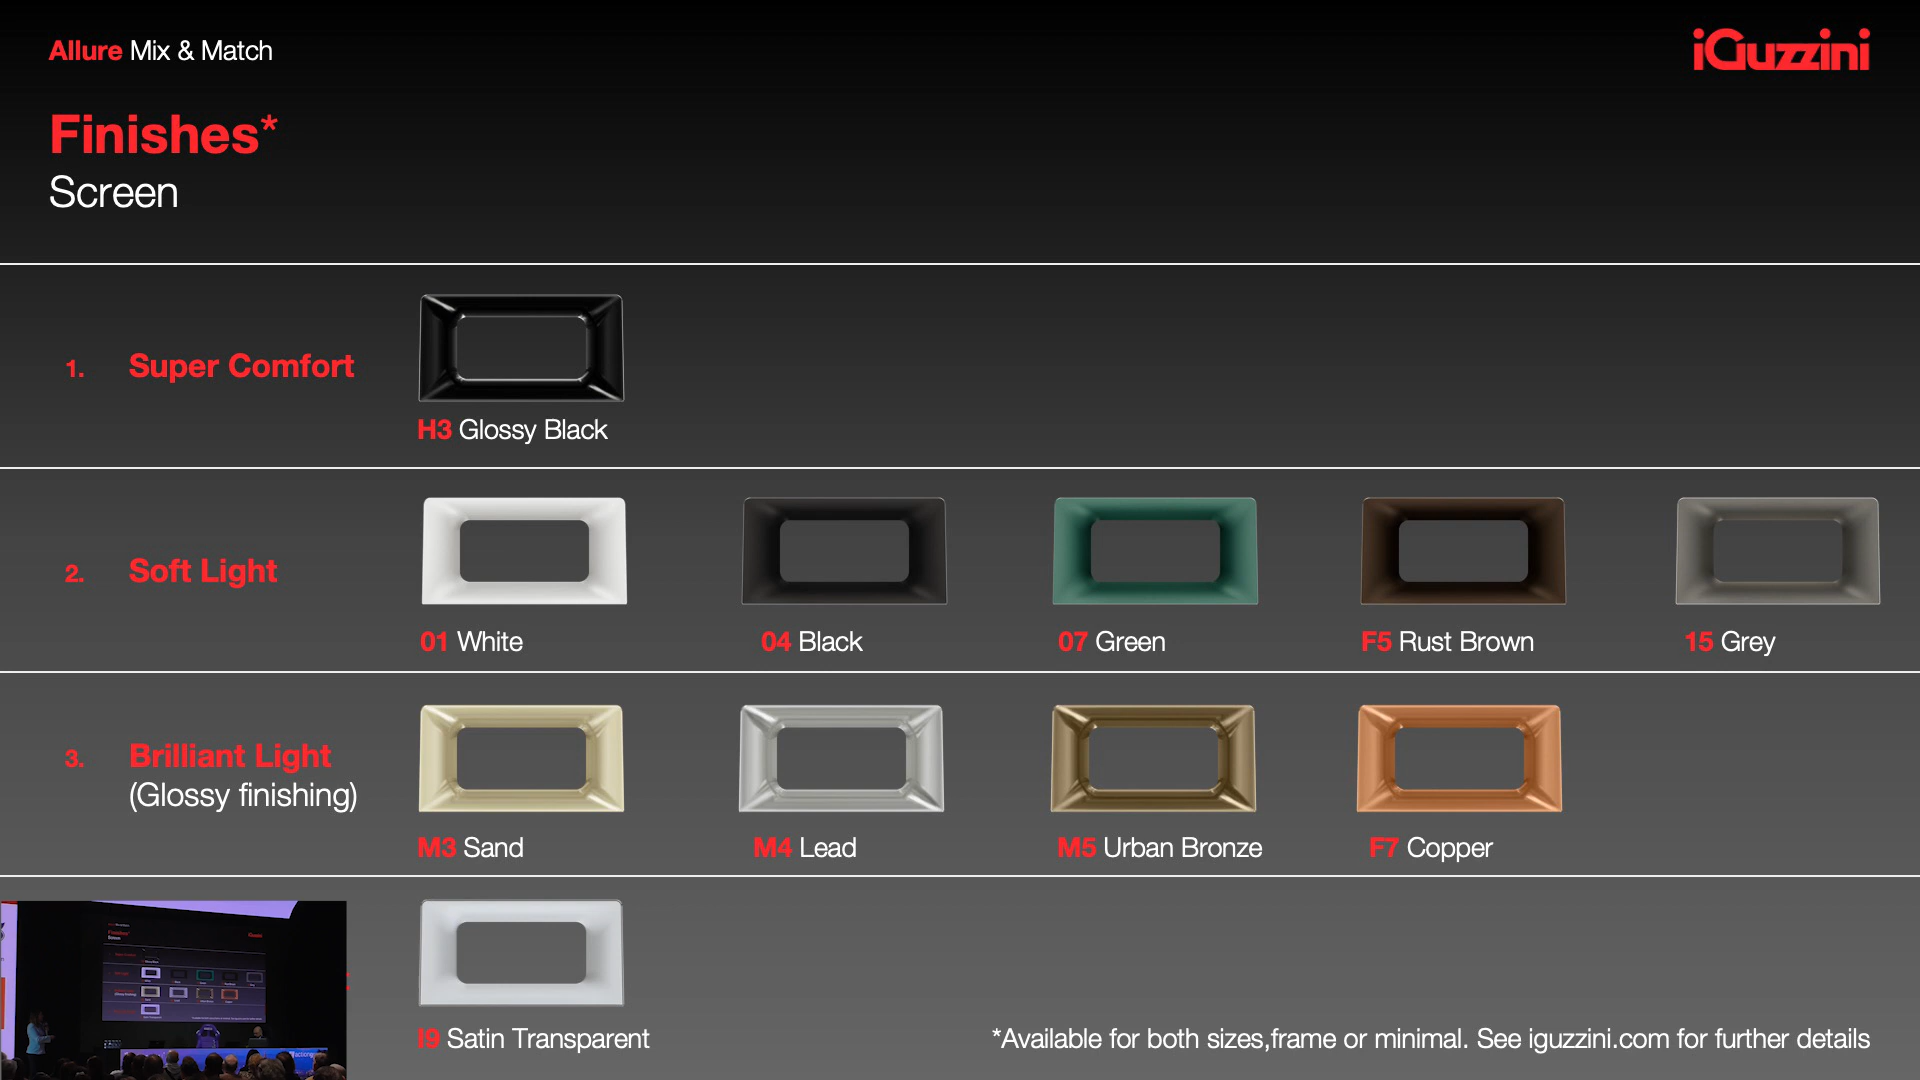 Allure Mix & Match
iGuzzini
Finishes*
Screen
1. Super Comfort
H3 Glossy Black
2. Soft Light
01 White
04 Black
07 Green
F5 Rust Brown
15 Grey
3. Brilliant Light
(Glossy finishing)
M3 Sand
M4 Lead
M5 Urban Bronze
F7 Copper
I9 Satin Transparent
*Available for both sizes,frame or minimal. See iguzzini.com for further details